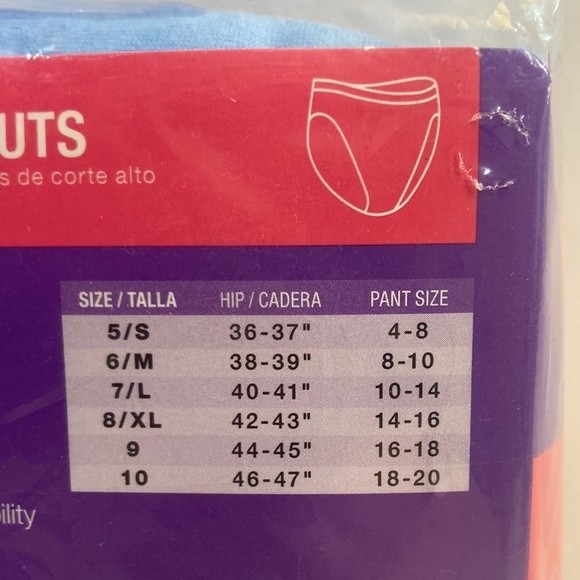 UTS
s de corte alto
SIZE / TALLA HIP / CADERA PANT SIZE
5/S 36-37" 4-8
6/M 38-39" 8-10
7/L 40-41" 10-14
8/XL 42-43" 14-16
9 44-45" 16-18
10 46-47" 18-20
ility